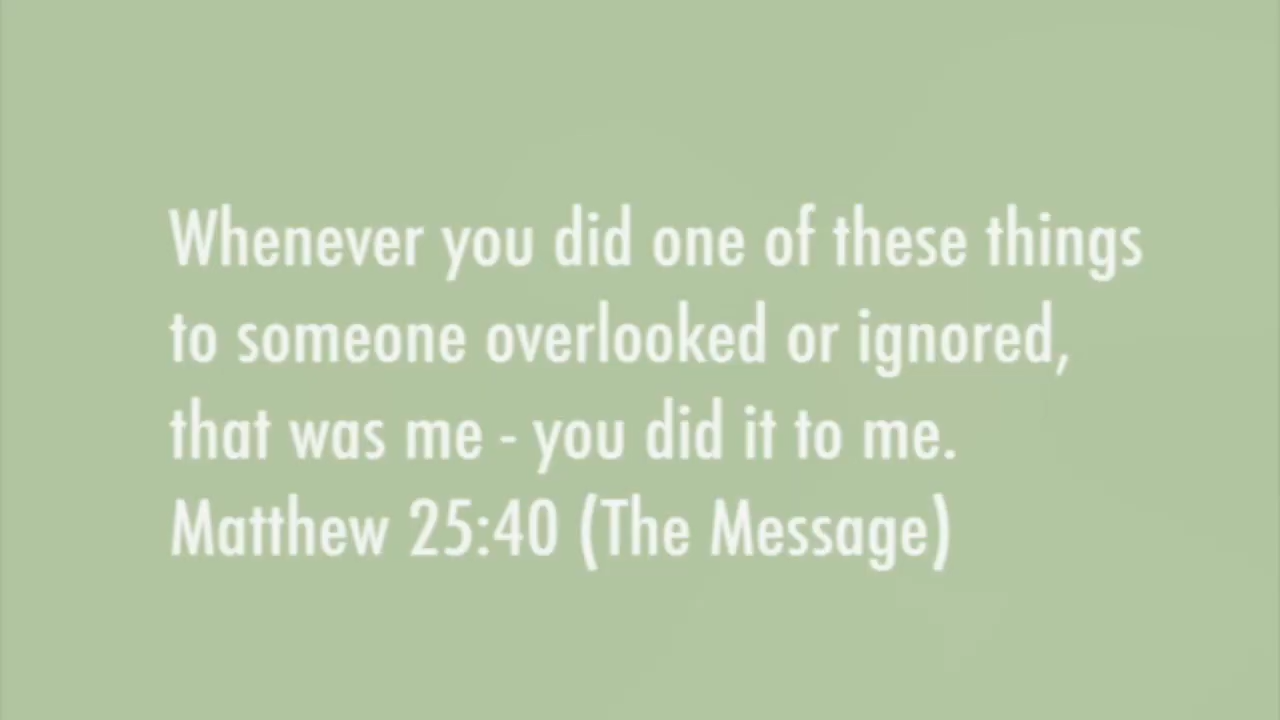 Whenever you did one of these things
to someone overlooked or ignored,
that was me - you did it to me.
Matthew 25:40 (The Message)